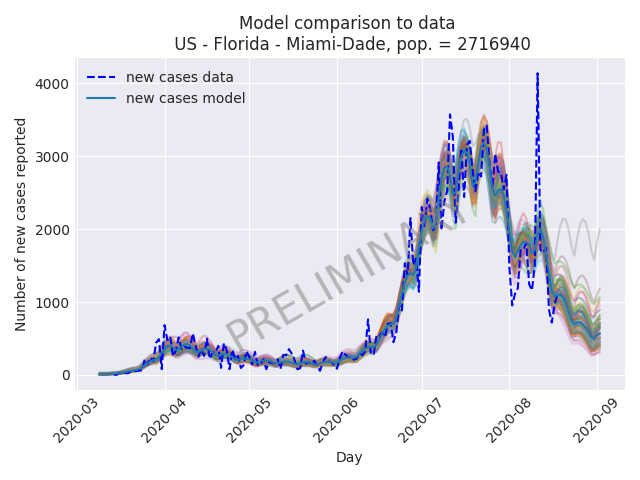 Model comparison to data
US - Florida - Miami-Dade, pop. = 2716940
new cases data
new cases model
PRELIMINARY
Number of new cases reported
4000
3000
2000
1000
0
2020-03
2020-04
2020-05
2020-06
2020-07
2020-08
2020-09
Day